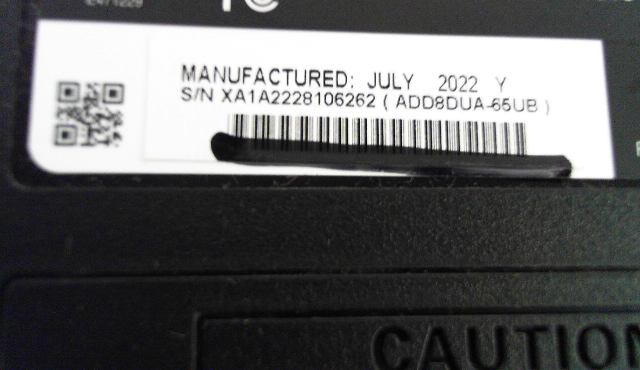 MANUFACTURED: JULY 2022 Y
S/N XA1A2228106262 ( ADD8DUA-65UB )
CAUTION